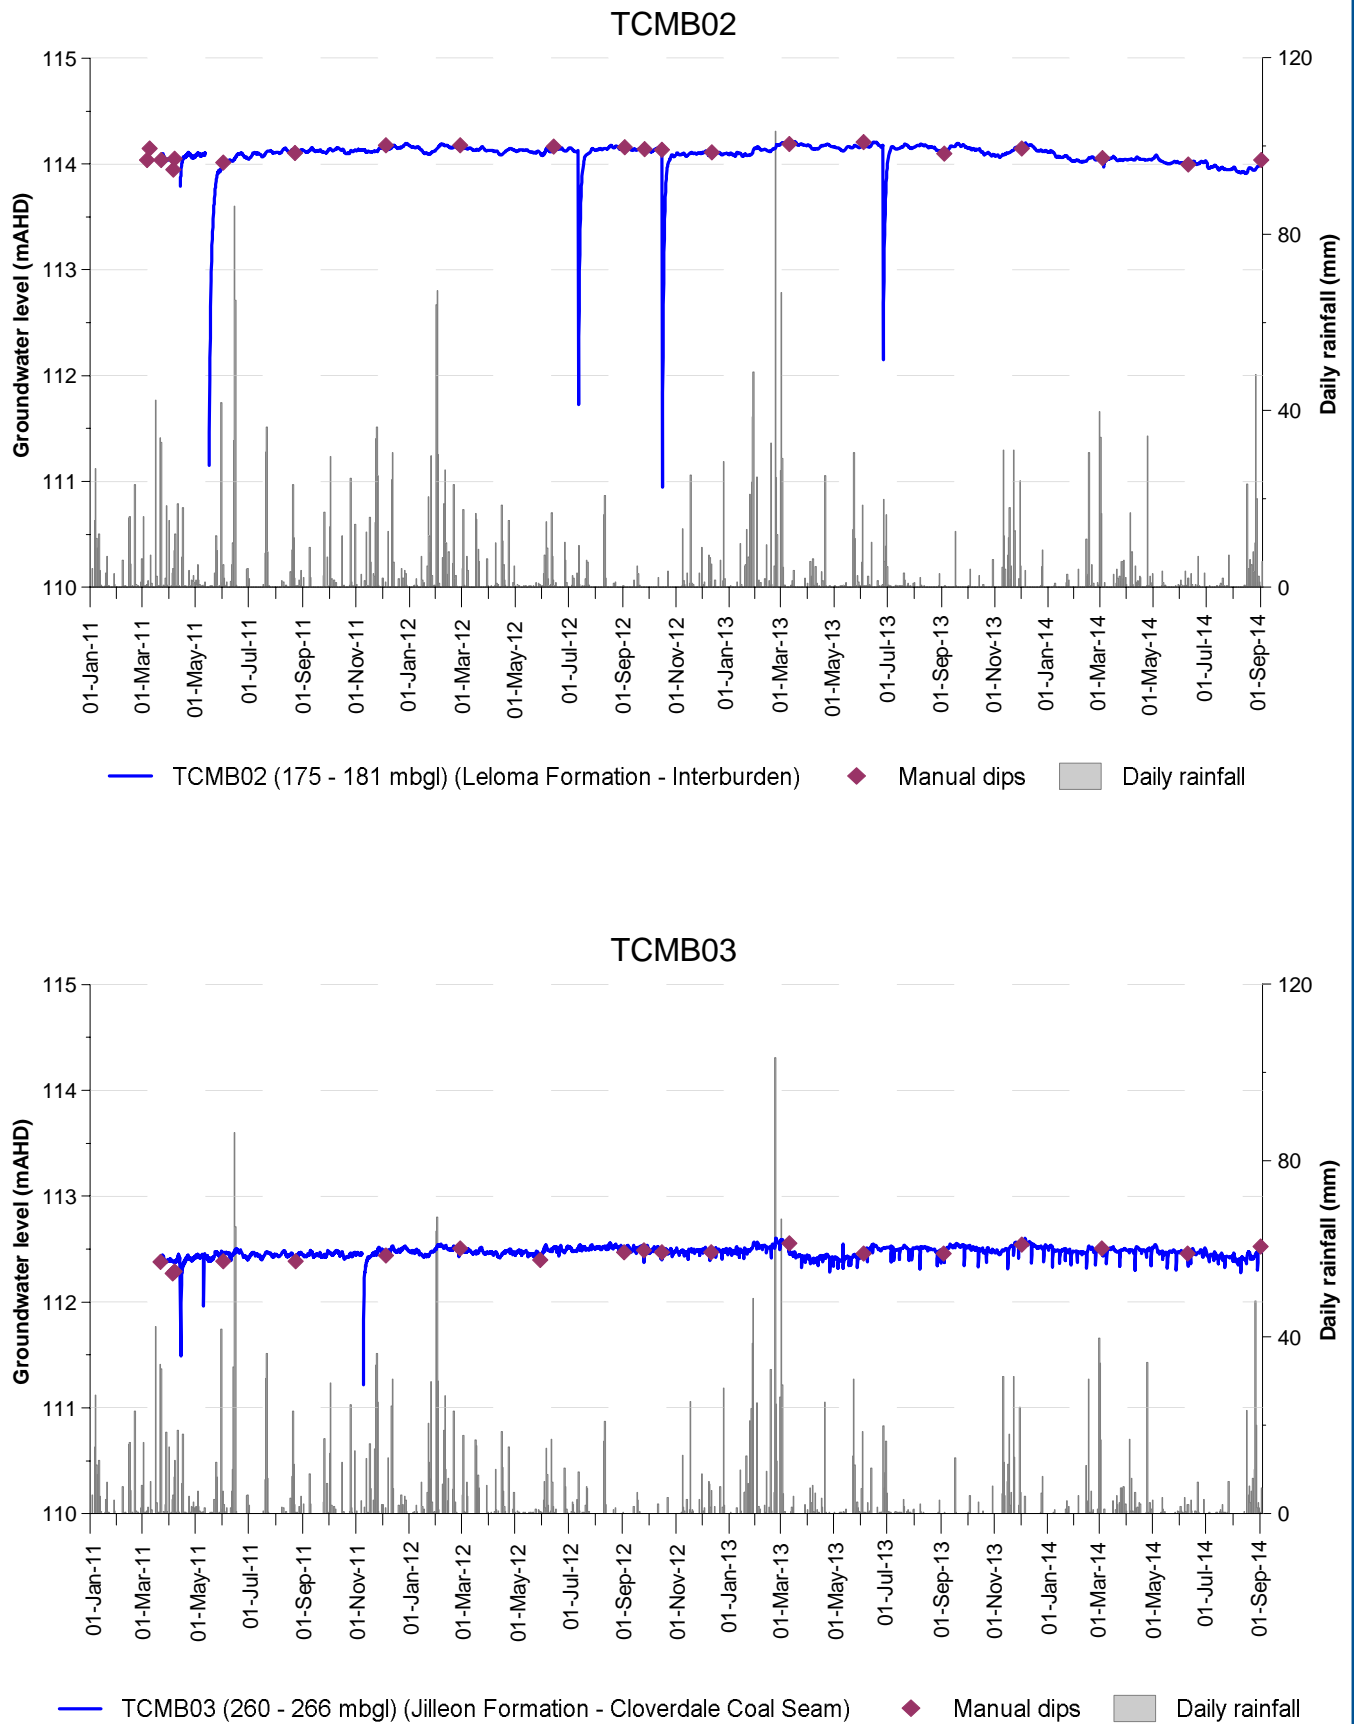 TCMB02
115
114
113
112
111
110
Groundwater level (mAHD)
120
80
40
0
Daily rainfall (mm)
01-Jan-11
01-Mar-11
01-May-11
01-Jul-11
01-Sep-11
01-Nov-11
01-Jan-12
01-Mar-12
01-May-12
01-Jul-12
01-Sep-12
01-Nov-12
01-Jan-13
01-Mar-13
01-May-13
01-Jul-13
01-Sep-13
01-Nov-13
01-Jan-14
01-Mar-14
01-May-14
01-Jul-14
01-Sep-14
TCMB02 (175 - 181 mbgl) (Leloma Formation - Interburden) Manual dips Daily rainfall
TCMB03
115
114
113
112
111
110
Groundwater level (mAHD)
120
80
40
0
Daily rainfall (mm)
01-Jan-11
01-Mar-11
01-May-11
01-Jul-11
01-Sep-11
01-Nov-11
01-Jan-12
01-Mar-12
01-May-12
01-Jul-12
01-Sep-12
01-Nov-12
01-Jan-13
01-Mar-13
01-May-13
01-Jul-13
01-Sep-13
01-Nov-13
01-Jan-14
01-Mar-14
01-May-14
01-Jul-14
01-Sep-14
TCMB03 (260 - 266 mbgl) (Jilleon Formation - Cloverdale Coal Seam) Manual dips Daily rainfall